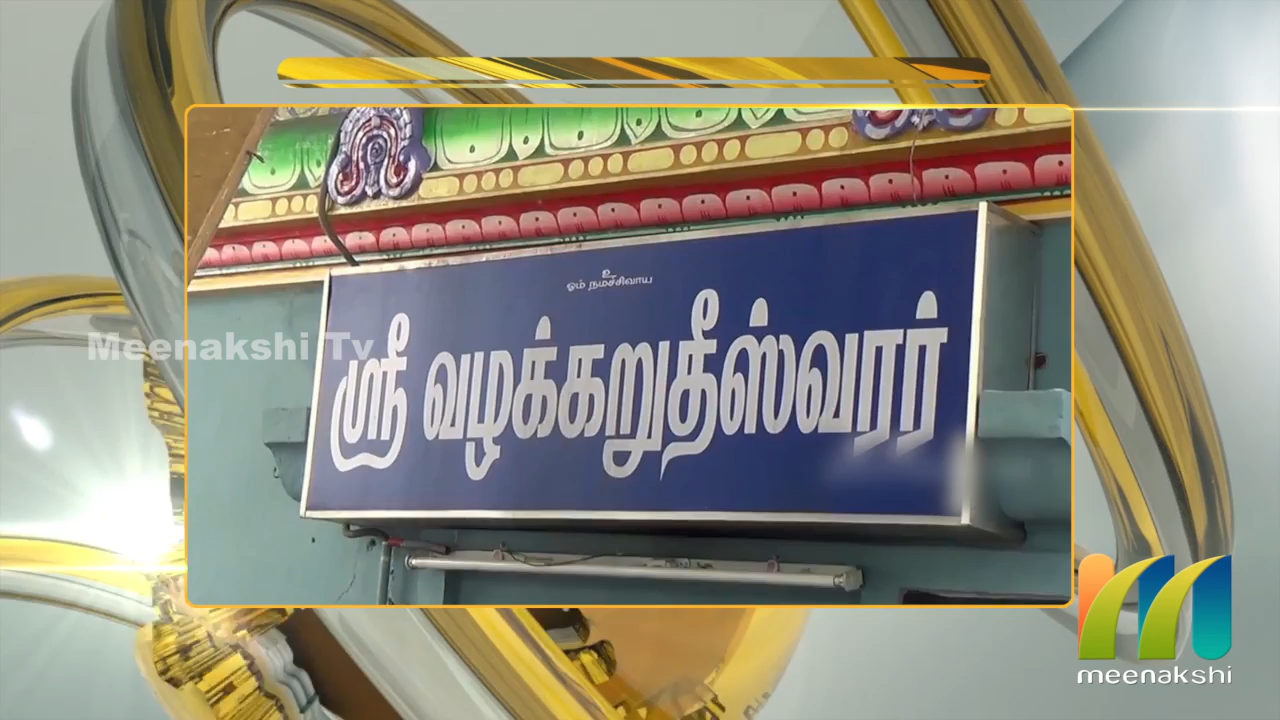 உ
ஓம் நமச்சிவாய
ஸ்ரீ வழக்கறுதீஸ்வரர்
Meenakshi Tv
meenakshi